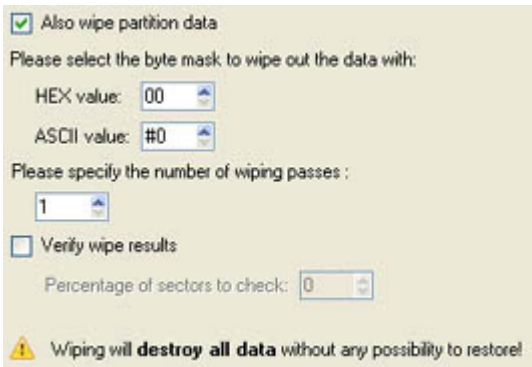 Also wipe partition data
Please select the byte mask to wipe out the data with:
HEX value: 00
ASCII value: #0
Please specify the number of wiping passes :
1
Verify wipe results
Percentage of sectors to check: 0
Wiping will destroy all data without any possibility to restore!